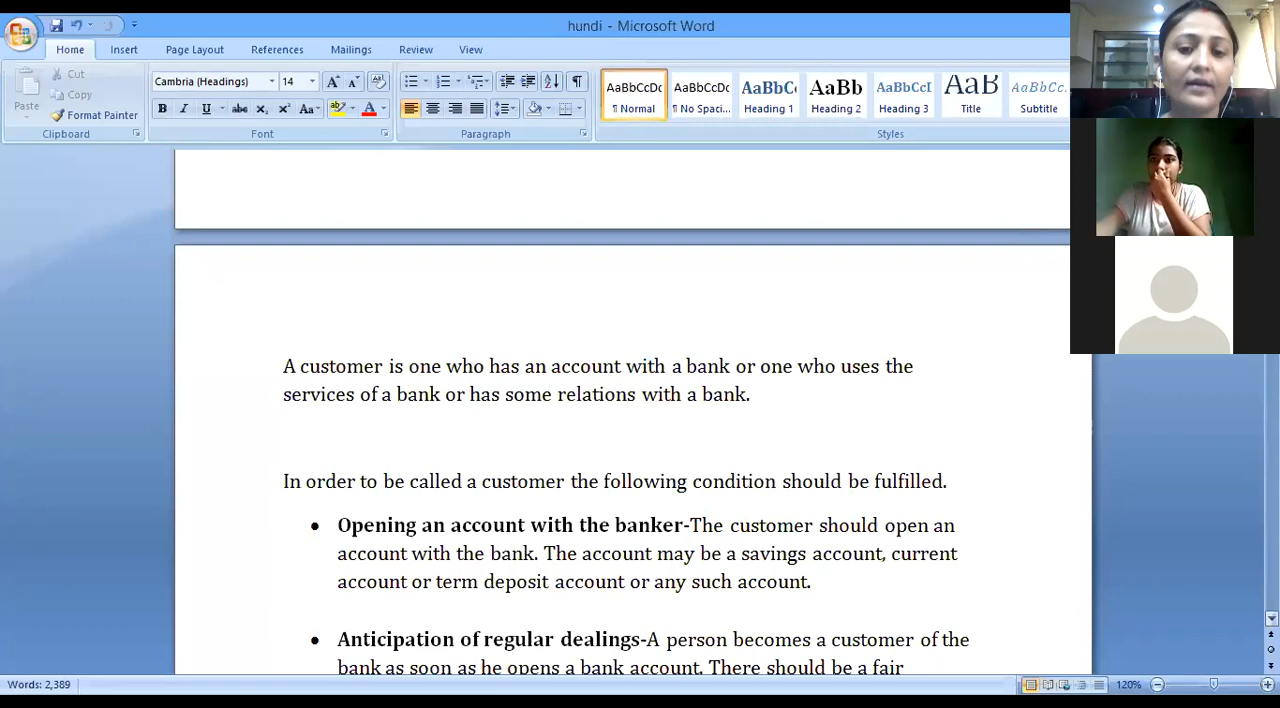 hundi - Microsoft Word
Home Insert Page Layout References Mailings Review View
Cut
Copy
Paste
Format Painter
Clipboard
Cambria (Headings) 14
Font
Paragraph
AaBbCcDc AaBbCcDc AaBbC AaBb AaBbCcI AaB AaBbCc.
¶ Normal ¶ No Spaci... Heading 1 Heading 2 Heading 3 Title Subtitle
Styles
A customer is one who has an account with a bank or one who uses the
services of a bank or has some relations with a bank.
In order to be called a customer the following condition should be fulfilled.
• Opening an account with the banker-The customer should open an
account with the bank. The account may be a savings account, current
account or term deposit account or any such account.
• Anticipation of regular dealings-A person becomes a customer of the
bank as soon as he opens a bank account. There should be a fair
Words: 2,389
120%